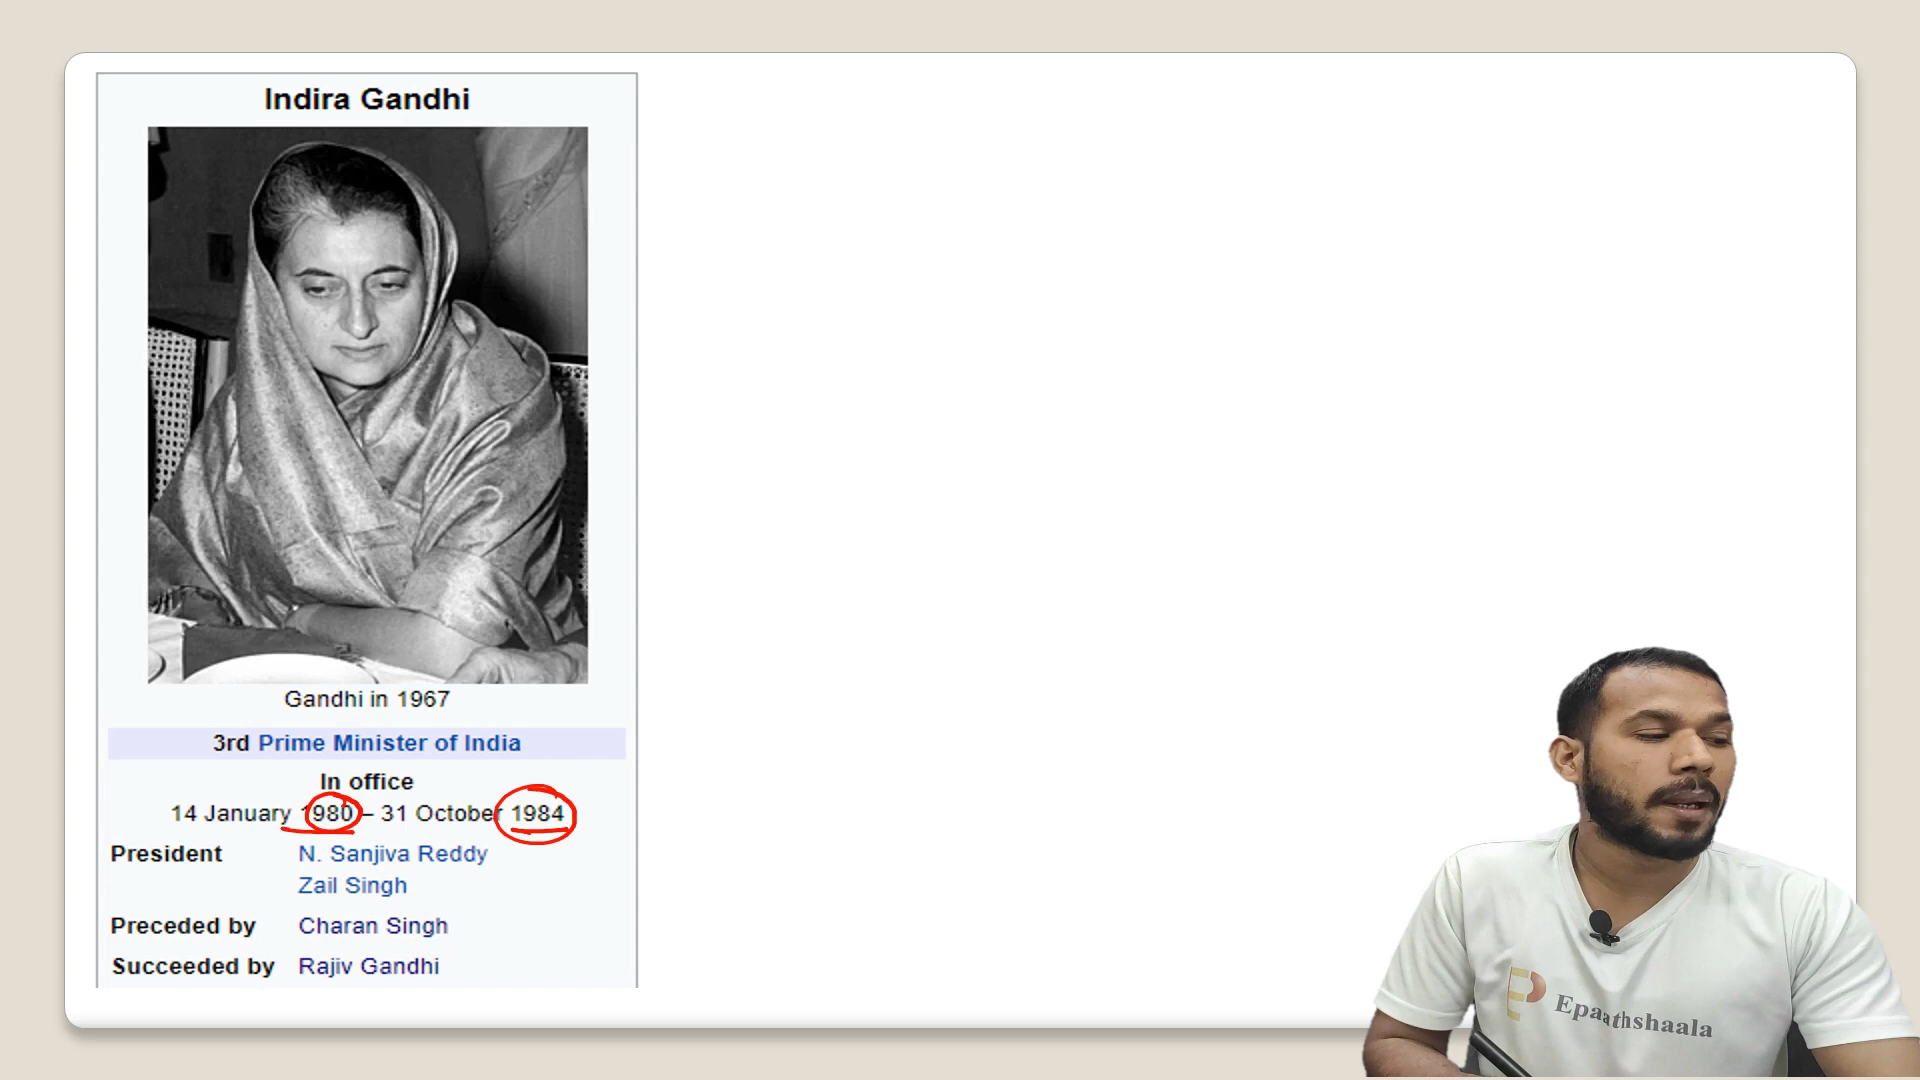 Indira Gandhi
Gandhi in 1967
3rd Prime Minister of India
In office
14 January 1980 – 31 October 1984
President N. Sanjiva Reddy
Zail Singh
Preceded by Charan Singh
Succeeded by Rajiv Gandhi
Epaathshaala